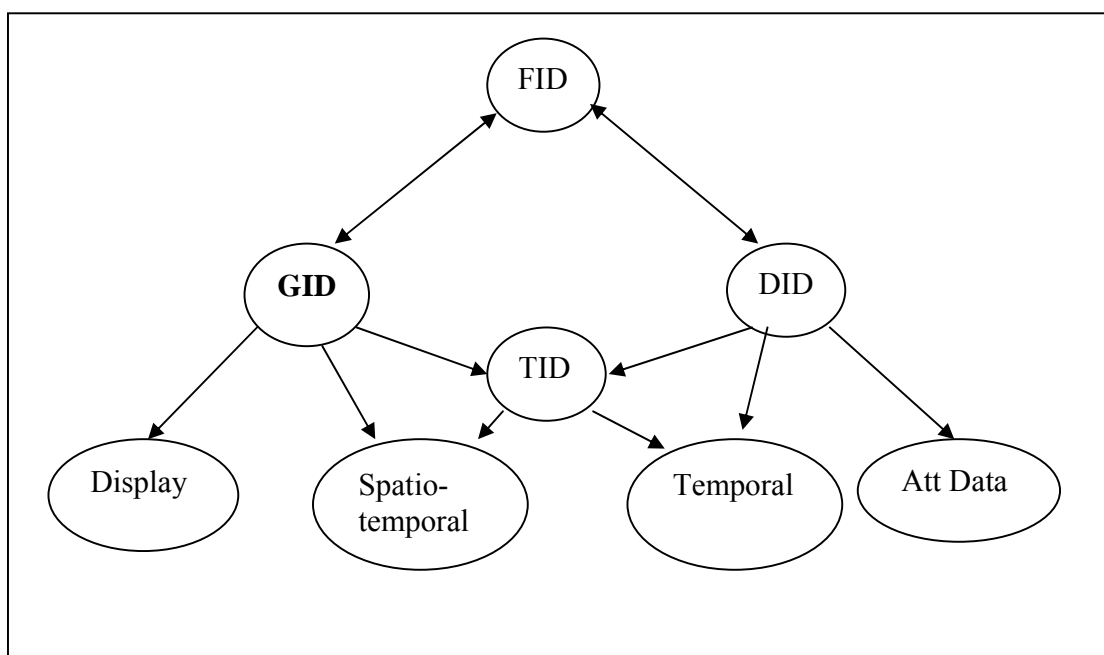 FID
GID
DID
TID
Display
Spatio-
temporal
Temporal
Att Data